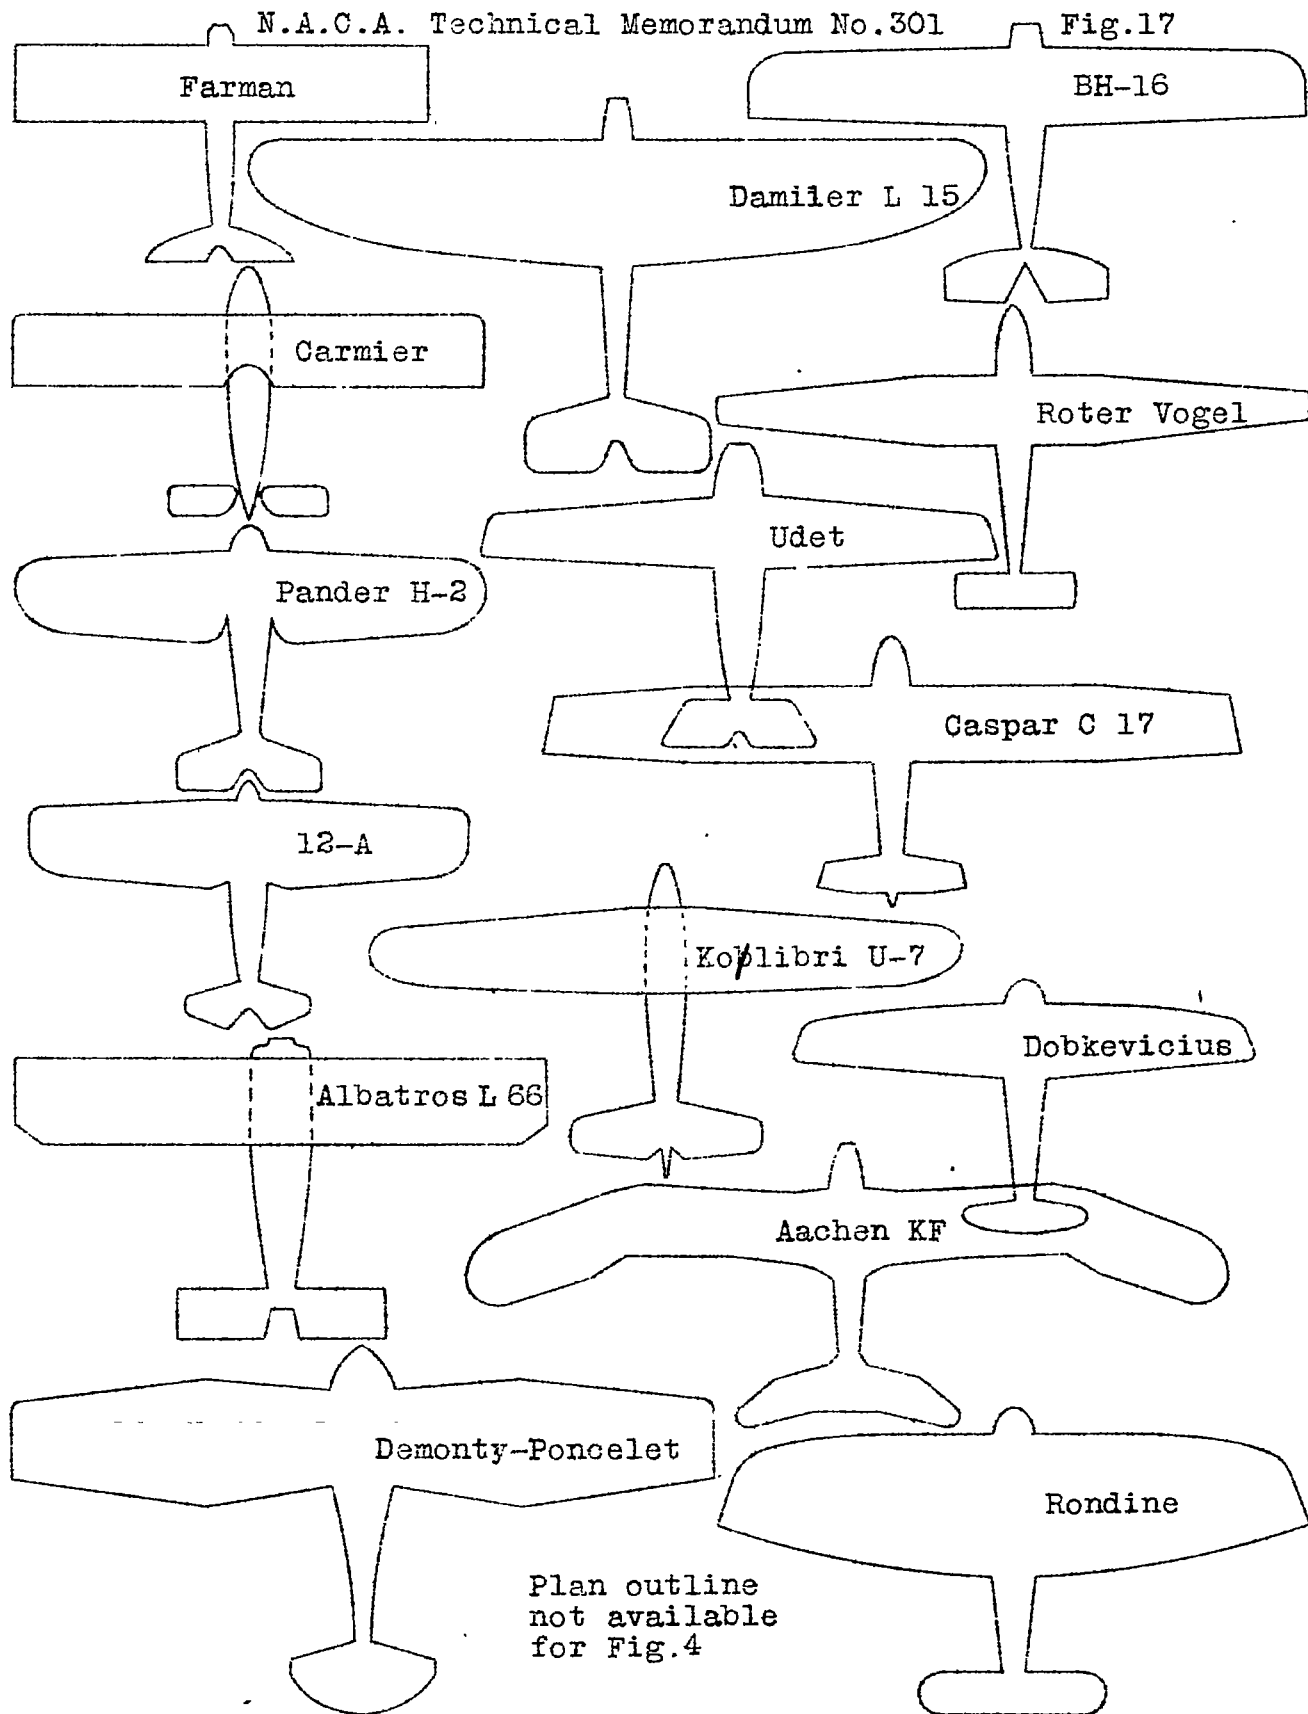 N.A.C.A. Technical Memorandum No.301 Fig.17
Farman
BH-16
Damiler L 15
Carmier
Roter Vogel
Udet
Pander H-2
Caspar C 17
12-A
Kolibri U-7
Dobkevicius
Albatros L 66
Aachen KF
Demonty-Poncelet
Rondine
Plan outline
not available
for Fig.4